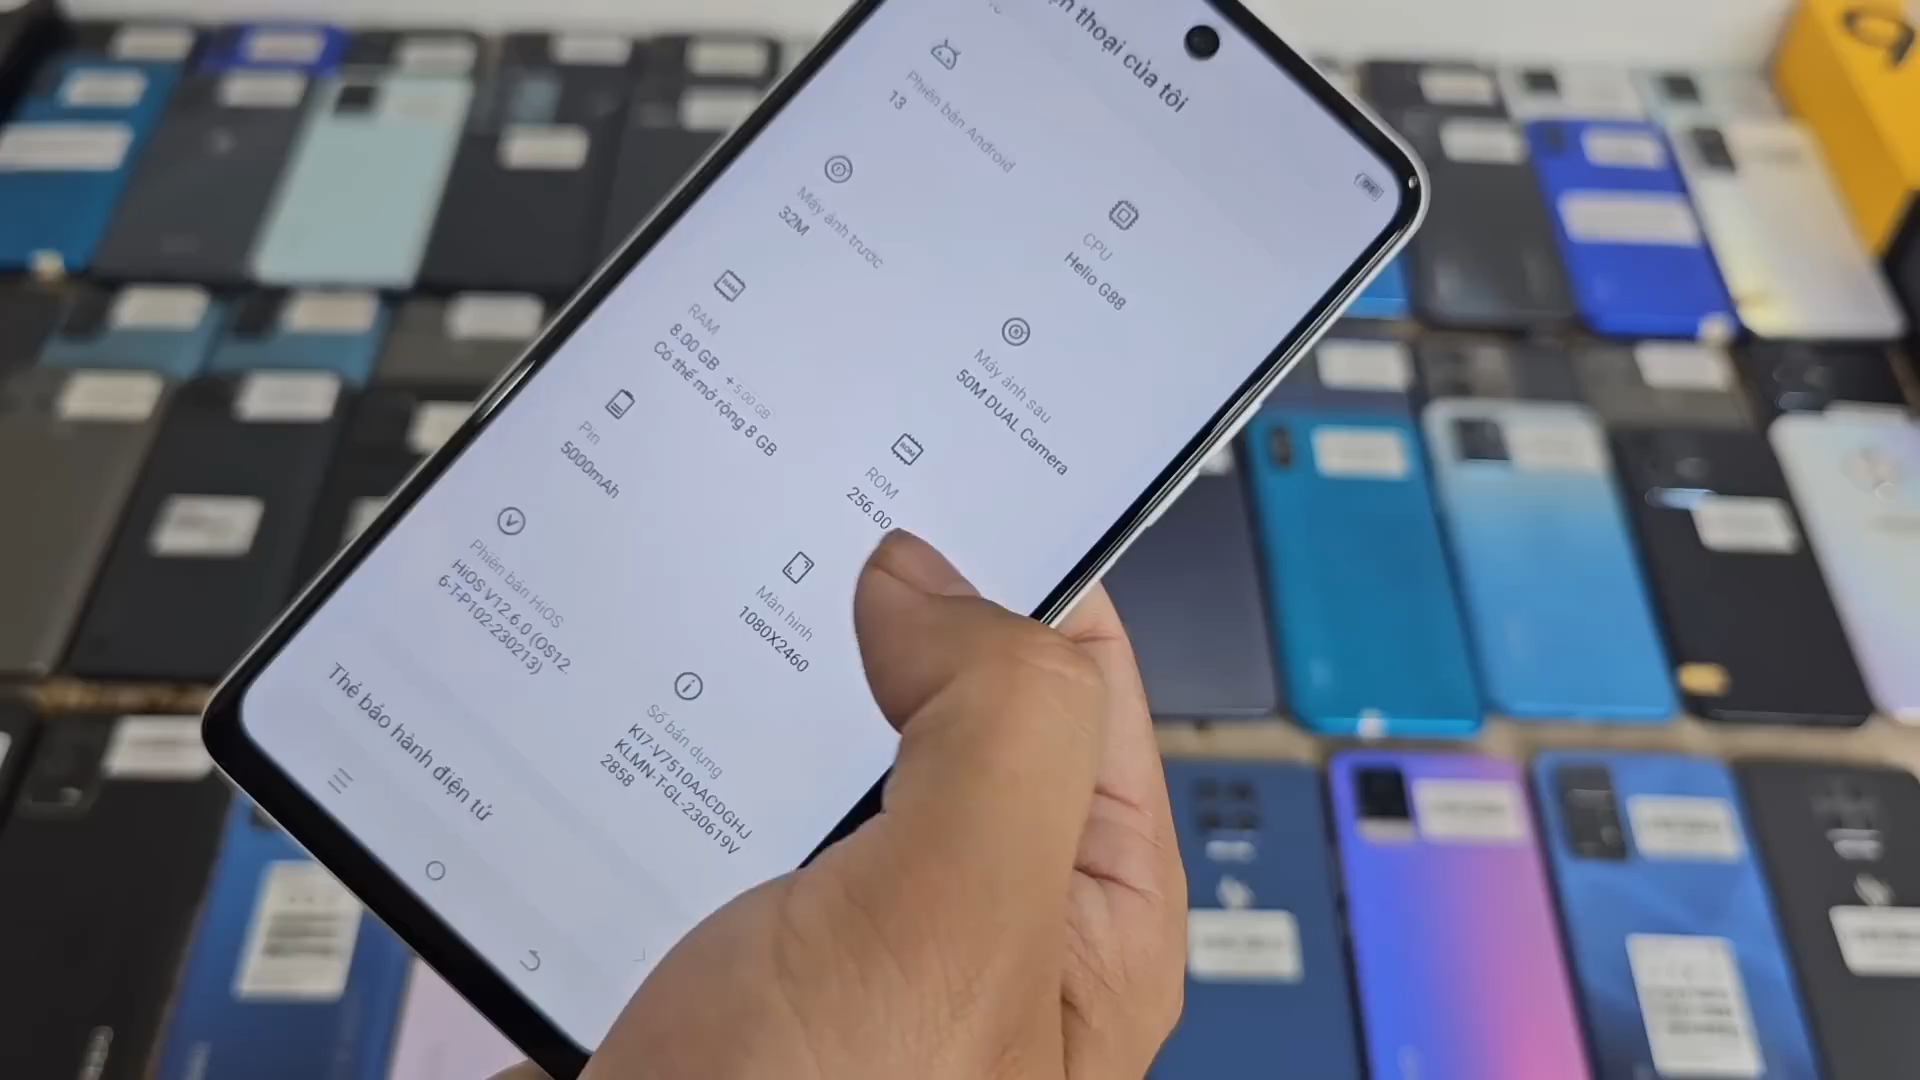 ện thoại của tôi
Phiên bản Android
13
CPU
Helio G88
Máy ảnh trước
32M
Máy ảnh sau
50M DUAL Camera
RAM
8.00 GB +5.00 GB
Có thể mở rộng 8 GB
ROM
256.00
Pin
5000mAh
Màn hình
1080X2460
Phiên bản HiOS
HiOS V12.6.0 (OS12.
6-T-P102-230213)
Số bản dựng
KI7-V7510AACDGHJ
KLMN-T-GL-230619V
2858
Thẻ bảo hành điện tử